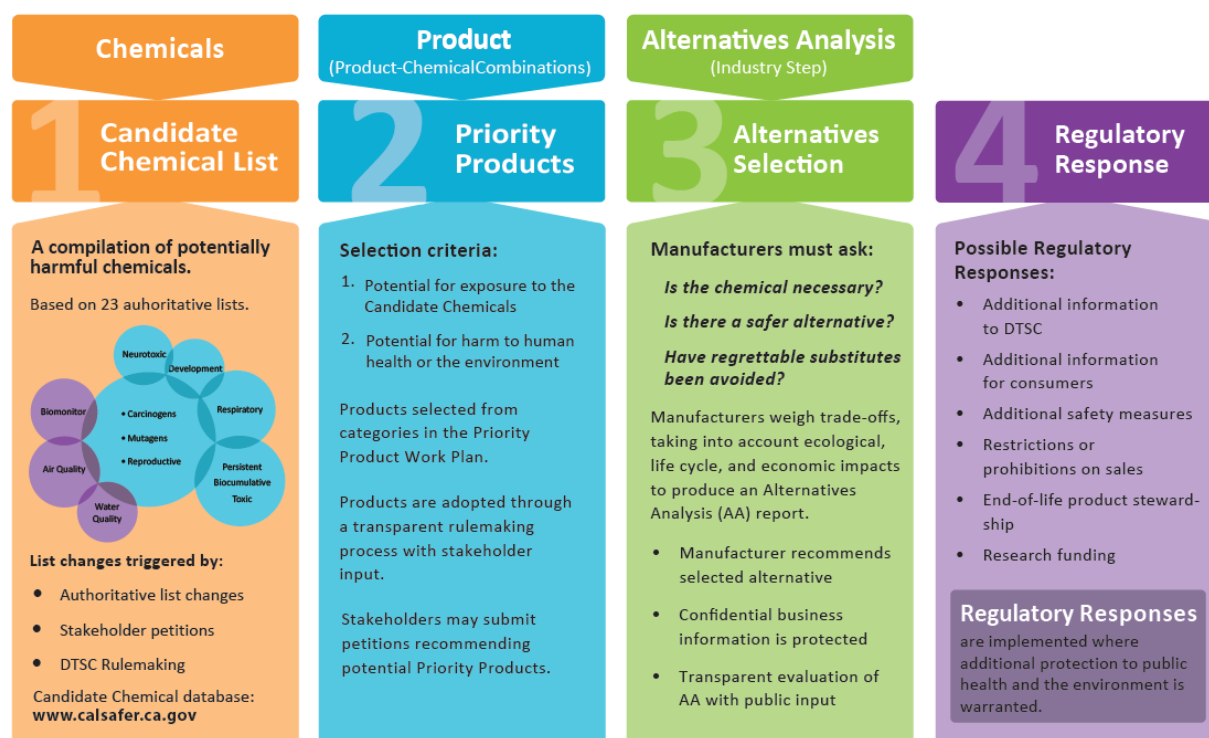 Chemicals
1
Candidate
Chemical List
A compilation of potentially
harmful chemicals.
Based on 23 auhoritative lists.
Neurotoxic
Development
Respiratory
Persistent
Biocumulative
Toxic
Water
Quality
Air Quality
Biomonitor
• Carcinogens
• Mutagens
• Reproductive
List changes triggered by:
• Authoritative list changes
• Stakeholder petitions
• DTSC Rulemaking
Candidate Chemical database:
www.calsafer.ca.gov
Product
(Product-ChemicalCombinations)
2
Priority
Products
Selection criteria:
1. Potential for exposure to the
Candidate Chemicals
2. Potential for harm to human
health or the environment
Products selected from
categories in the Priority
Product Work Plan.
Products are adopted through
a transparent rulemaking
process with stakeholder
input.
Stakeholders may submit
petitions recommending
potential Priority Products.
Alternatives Analysis
(Industry Step)
3
Alternatives
Selection
Manufacturers must ask:
Is the chemical necessary?
Is there a safer alternative?
Have regrettable substitutes
been avoided?
Manufacturers weigh trade-offs,
taking into account ecological,
life cycle, and economic impacts
to produce an Alternatives
Analysis (AA) report.
• Manufacturer recommends
selected alternative
• Confidential business
information is protected
• Transparent evaluation of
AA with public input
4
Regulatory
Response
Possible Regulatory
Responses:
• Additional information
to DTSC
• Additional information
for consumers
• Additional safety measures
• Restrictions or
prohibitions on sales
• End-of-life product steward-
ship
• Research funding
Regulatory Responses
are implemented where
additional protection to public
health and the environment is
warranted.